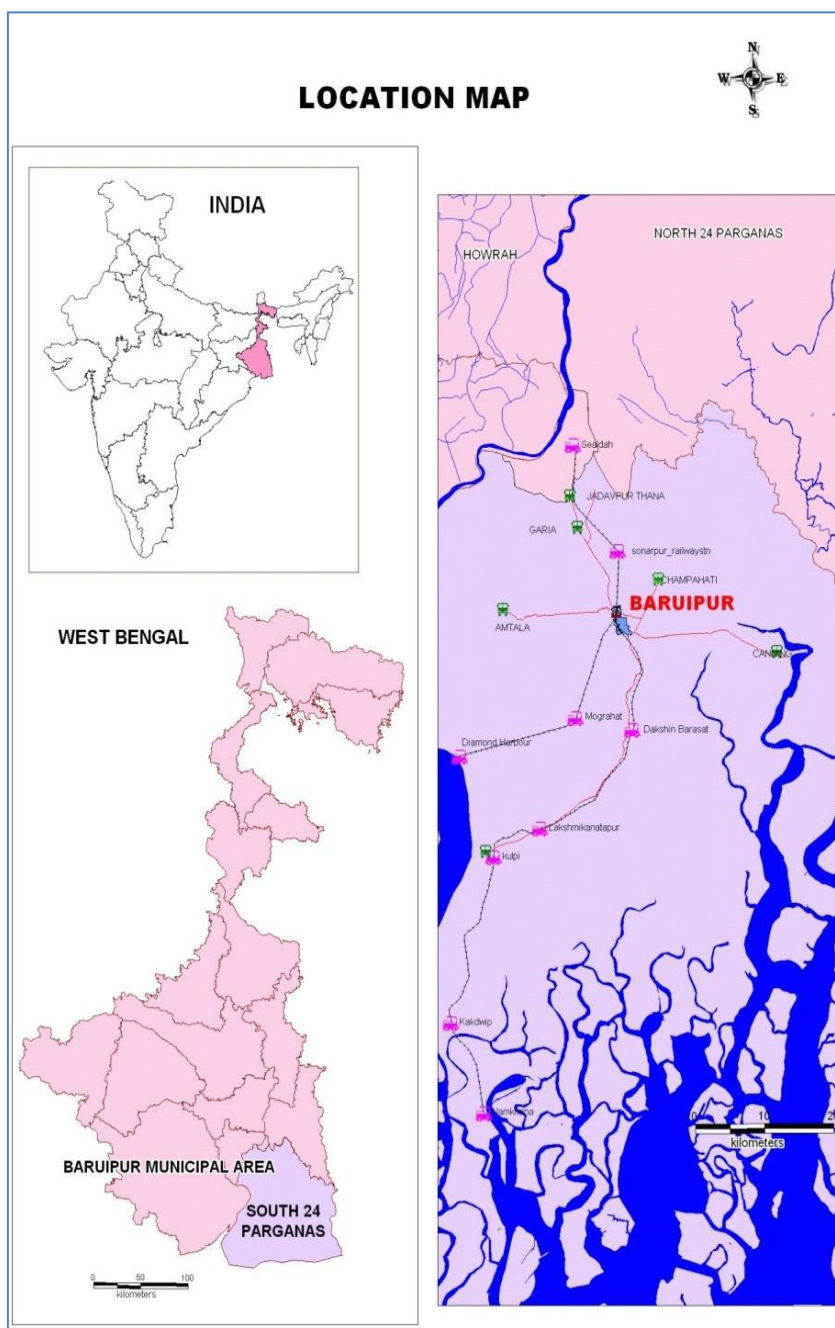 N
W E
S
LOCATION MAP
INDIA
WEST BENGAL
BARUIPUR MUNICIPAL AREA
SOUTH 24
PARGANAS
0 50 100
kilometers
HOWRAH
NORTH 24 PARGANAS
Sealdah
JADAVPUR THANA
GARIA
sonarpur_railwaystn
CHAMPAHATI
BARUIPUR
AMTALA
Mograhat
Dakshin Barasat
Diamond Harbour
Lakshmikanatapur
kulpi
Kakdwip
0 10
kilometers